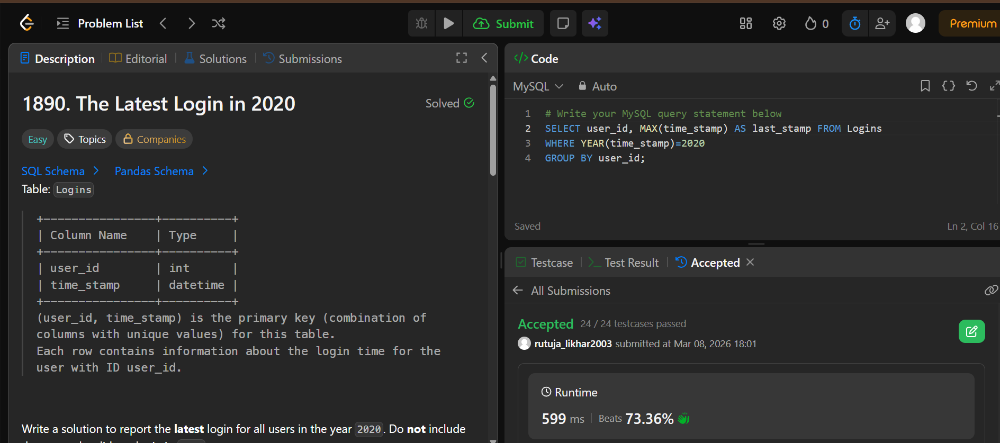 Problem List
Submit
0
Premium
Description
Editorial
Solutions
Submissions
1890. The Latest Login in 2020
Solved
Easy
Topics
Companies
SQL Schema
Pandas Schema
Table: Logins
+----------------+----------+
| Column Name    | Type     |
+----------------+----------+
| user_id        | int      |
| time_stamp     | datetime |
+----------------+----------+
(user_id, time_stamp) is the primary key (combination of
columns with unique values) for this table.
Each row contains information about the login time for the
user with ID user_id.
Write a solution to report the latest login for all users in the year 2020. Do not include
</> Code
MySQL
Auto
1 # Write your MySQL query statement below
2 SELECT user_id, MAX(time_stamp) AS last_stamp FROM Logins
3 WHERE YEAR(time_stamp)=2020
4 GROUP BY user_id;
Saved
Ln 2, Col 16
Testcase
Test Result
Accepted
All Submissions
Accepted 24 / 24 testcases passed
rutuja_likhar2003 submitted at Mar 08, 2026 18:01
Runtime
599 ms
Beats 73.36%